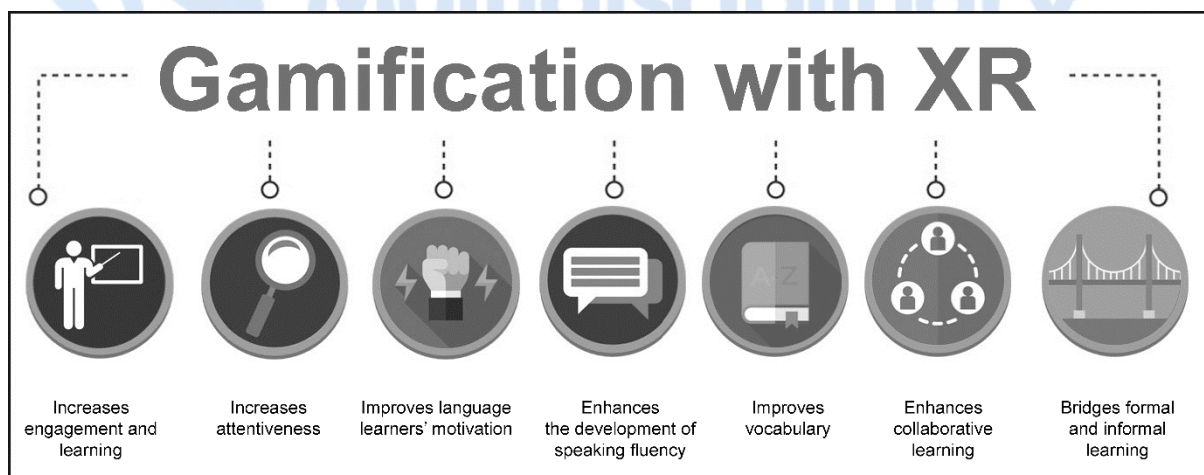 Multidisciplinary
Gamification with XR
A-Z
Increases
engagement and
learning
Increases
attentiveness
Improves language
learners' motivation
Enhances
the development of
speaking fluency
Improves
vocabulary
Enhances
collaborative
learning
Bridges formal
and informal
learning